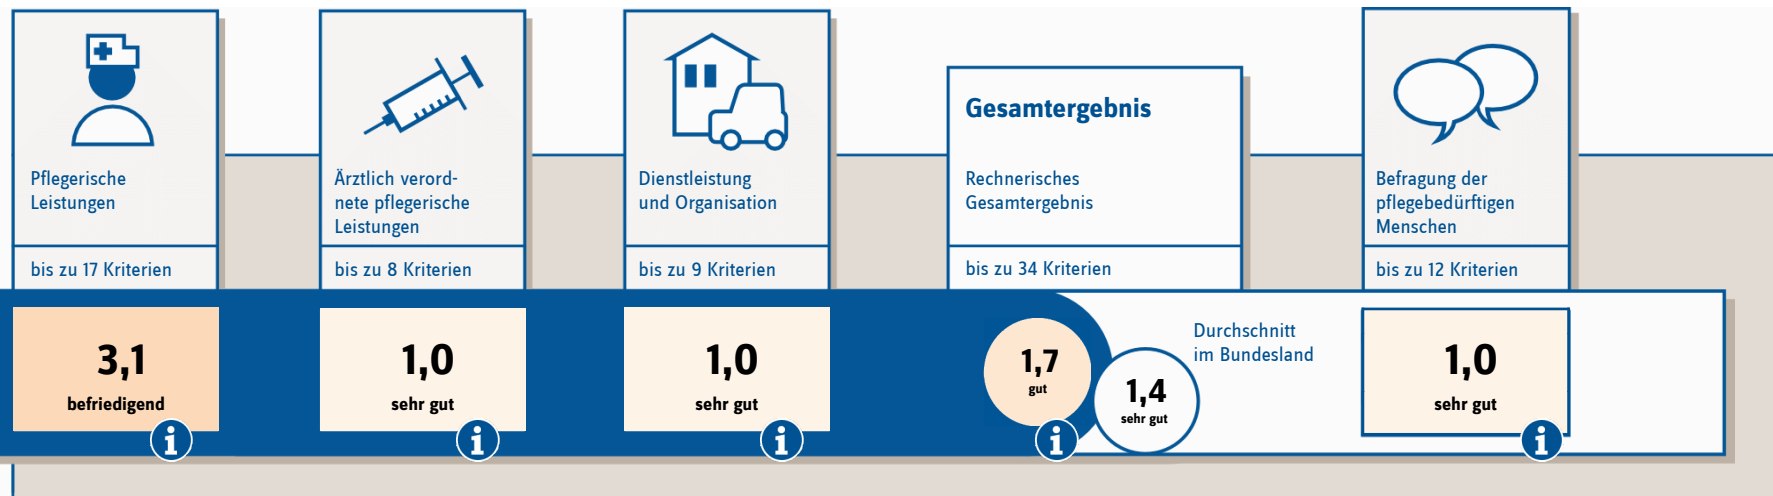 Pflegerische
Leistungen
bis zu 17 Kriterien
3,1
befriedigend
i
Ärztlich verord-
nete pflegerische
Leistungen
bis zu 8 Kriterien
1,0
sehr gut
i
Dienstleistung
und Organisation
bis zu 9 Kriterien
1,0
sehr gut
i
Gesamtergebnis
Rechnerisches
Gesamtergebnis
bis zu 34 Kriterien
1,7
gut
i
Durchschnitt
im Bundesland
1,4
sehr gut
Befragung der
pflegebedürftigen
Menschen
bis zu 12 Kriterien
1,0
sehr gut
i